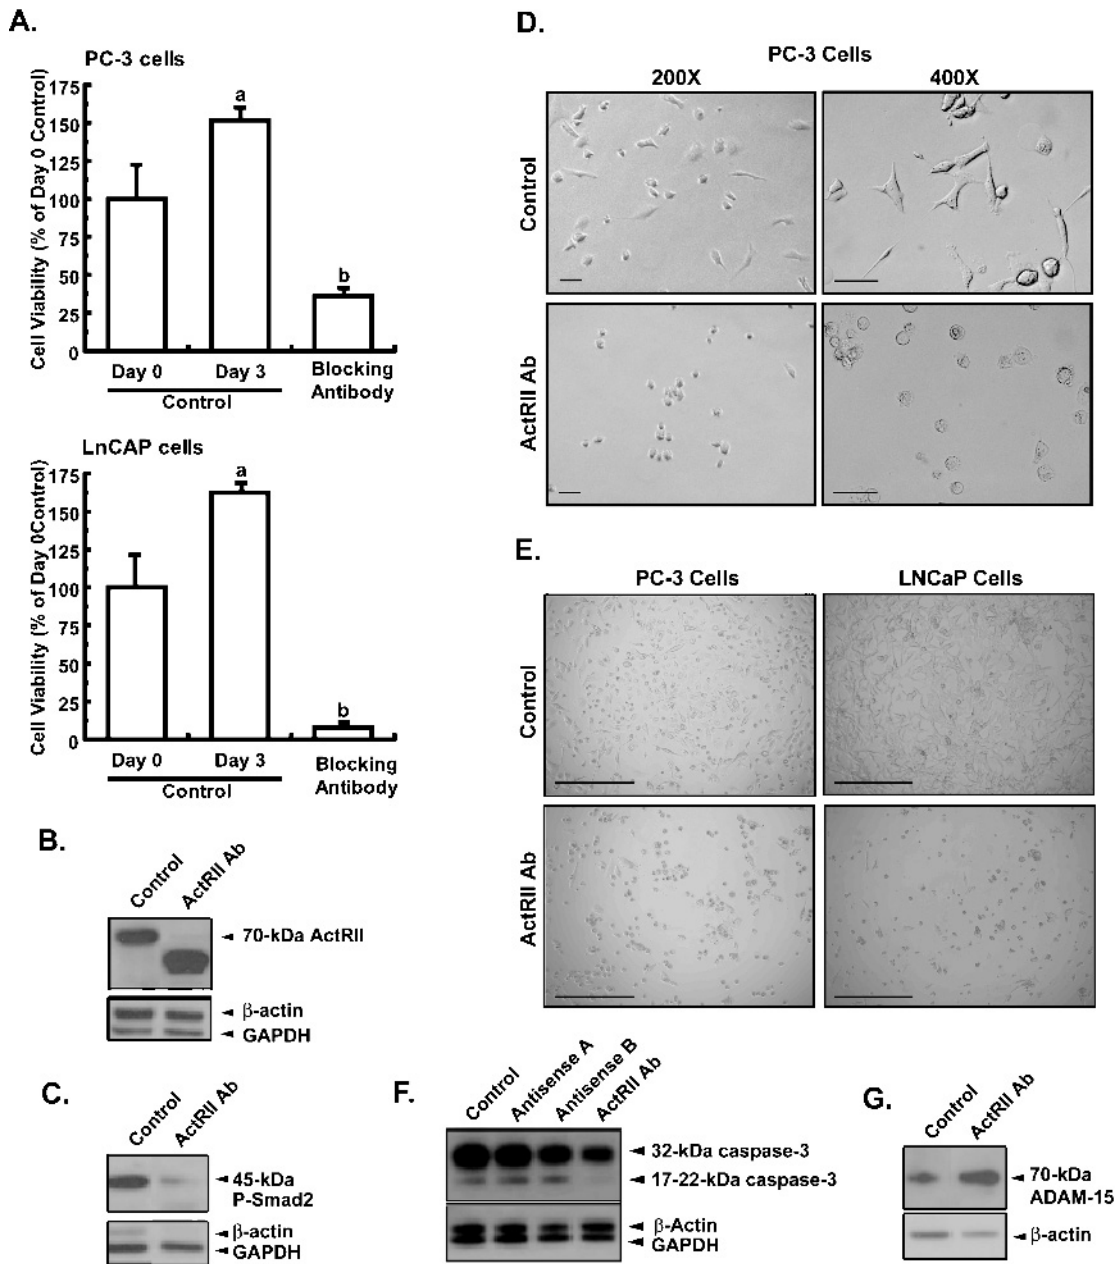 A.
PC-3 cells
Cell Viability (% of Day 0 Control)
175
150
125
100
75
50
25
0
a
b
Day 0
Day 3
Control
Blocking
Antibody
LnCAP cells
Cell Viability (% of Day 0Control)
175
150
125
100
75
50
25
0
a
b
Day 0
Day 3
Control
Blocking
Antibody
B.
Control
ActRII Ab
70-kDa ActRII
β-actin
GAPDH
C.
Control
ActRII Ab
45-kDa
P-Smad2
β-actin
GAPDH
D.
PC-3 Cells
200X
400X
Control
ActRII Ab
E.
PC-3 Cells
LNCaP Cells
Control
ActRII Ab
F.
Control
Antisense A
Antisense B
ActRII Ab
32-kDa caspase-3
17-22-kDa caspase-3
β-Actin
GAPDH
G.
Control
ActRII Ab
70-kDa
ADAM-15
β-actin